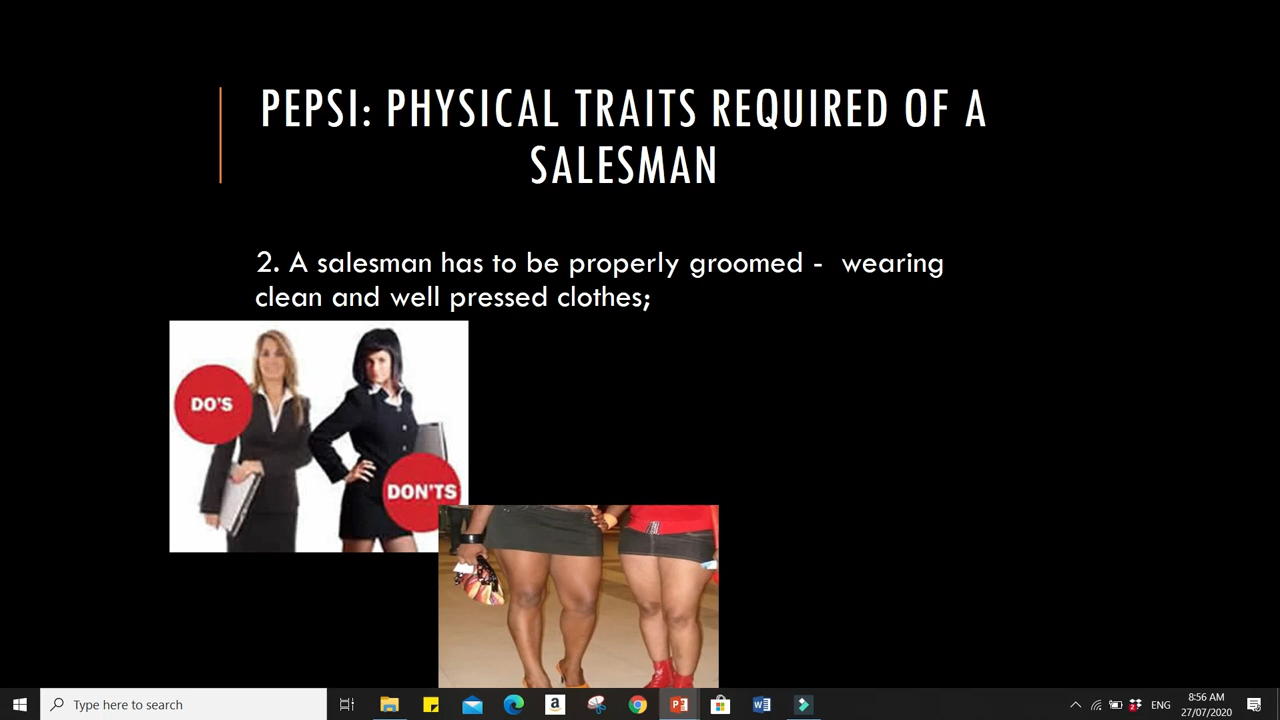 PEPSI: PHYSICAL TRAITS REQUIRED OF A
SALESMAN
2. A salesman has to be properly groomed - wearing
clean and well pressed clothes;
DO'S
DON'TS
Type here to search
ENG
8:56 AM
27/07/2020